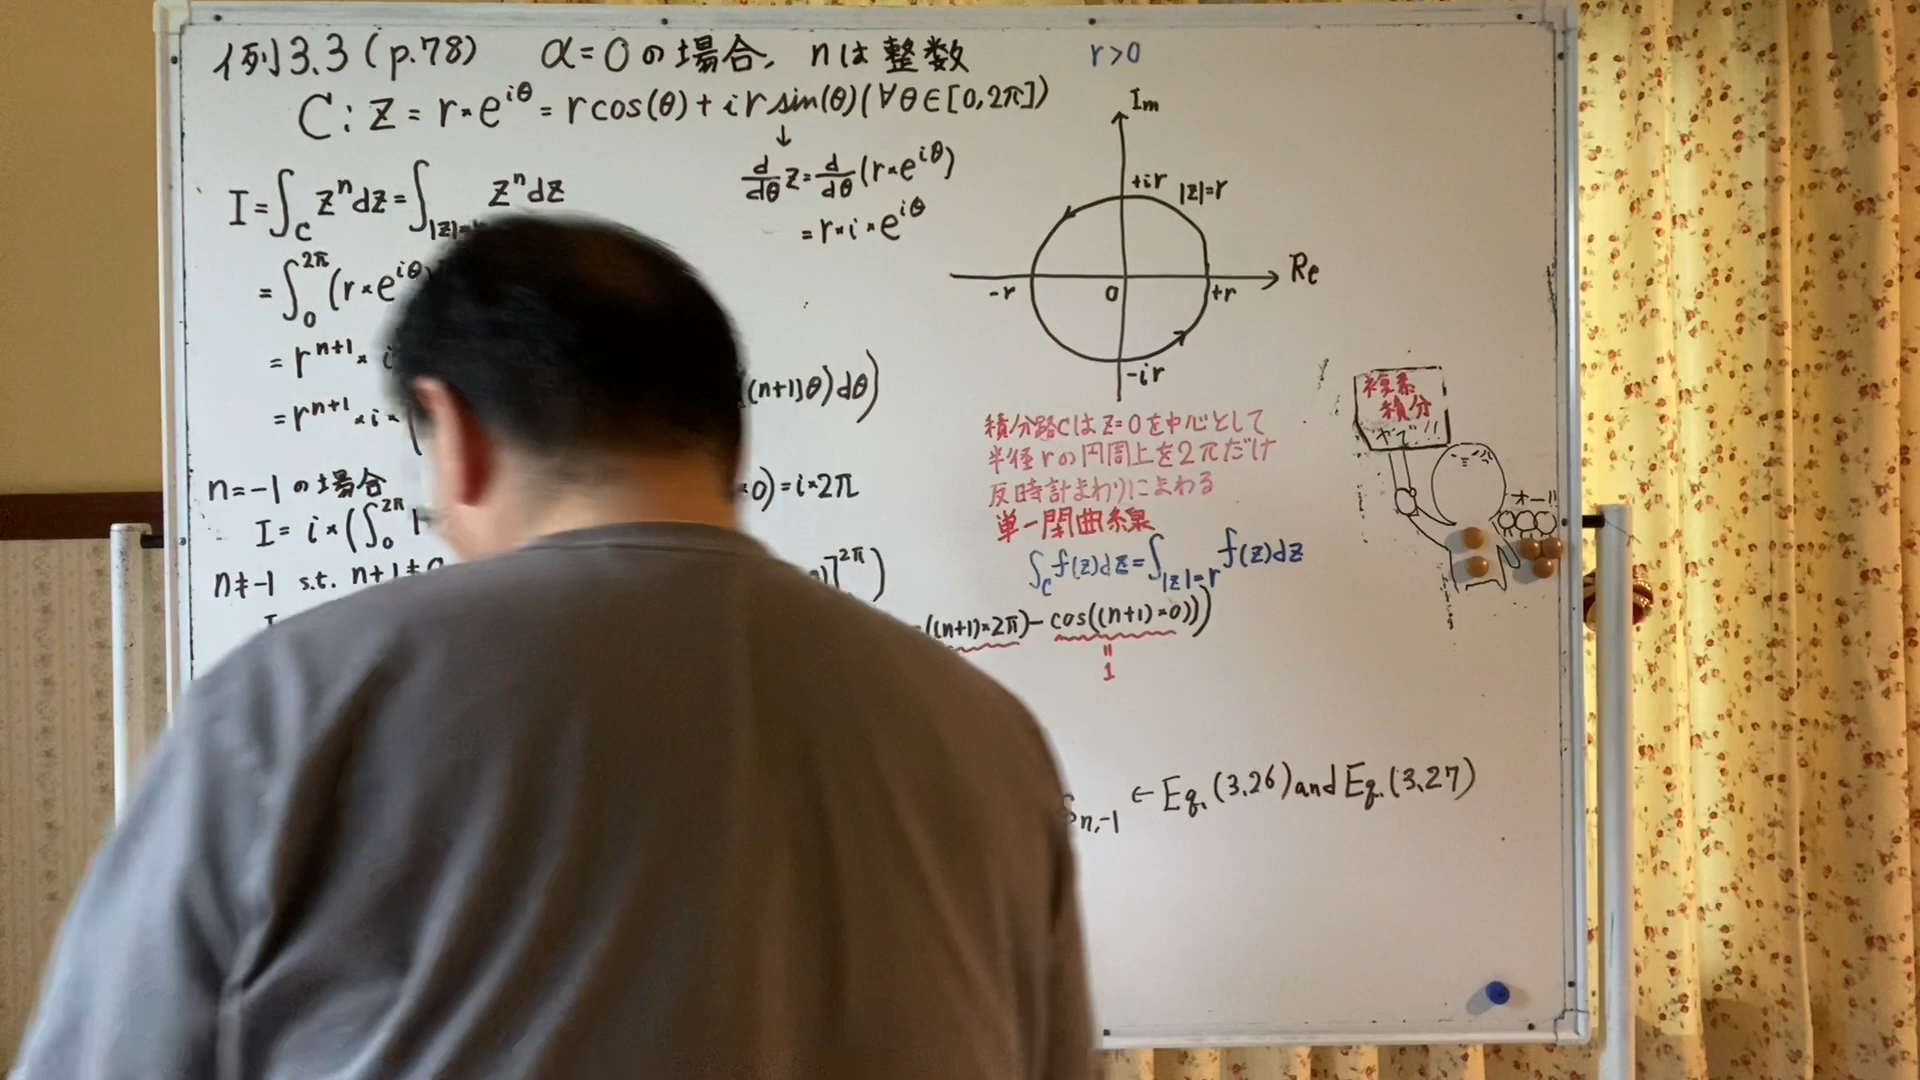 例3.3 (p.78) α=0の場合, nは整数 r>0
C: z = r×e^{iθ} = r cos(θ) + i r sin(θ) (∀θ∈[0,2π])
↓
d/dθ z = d/dθ (r×e^{iθ})
= r×i×e^{iθ}
I = ∫_C z^n dz = ∫_{|z|= z^n dz
= ∫_0^{2π} (r×e^{iθ}
= r^{n+1} × i
= r^{n+1} × i × ( (n+1)θ) dθ)
n=-1 の場合
I = i×(∫_0^{2π} 1 ×0) = i×2π
n≠-1 s.t. n+1≠0 ]^{2π})
((n+1)×2π) - cos((n+1)×0)))
=
1
n,-1 ← Eq. (3.26) and Eq. (3.27)
Im
+ir |z|=r
Re
-r 0 +r
-ir
積分路Cはz=0を中心として
半径rの円周上を2πだけ
反時計まわりにまわる
単一閉曲線
∫_C f(z)dz = ∫_{|z|=r} f(z)dz
複素
積分
やで!!
オー!!